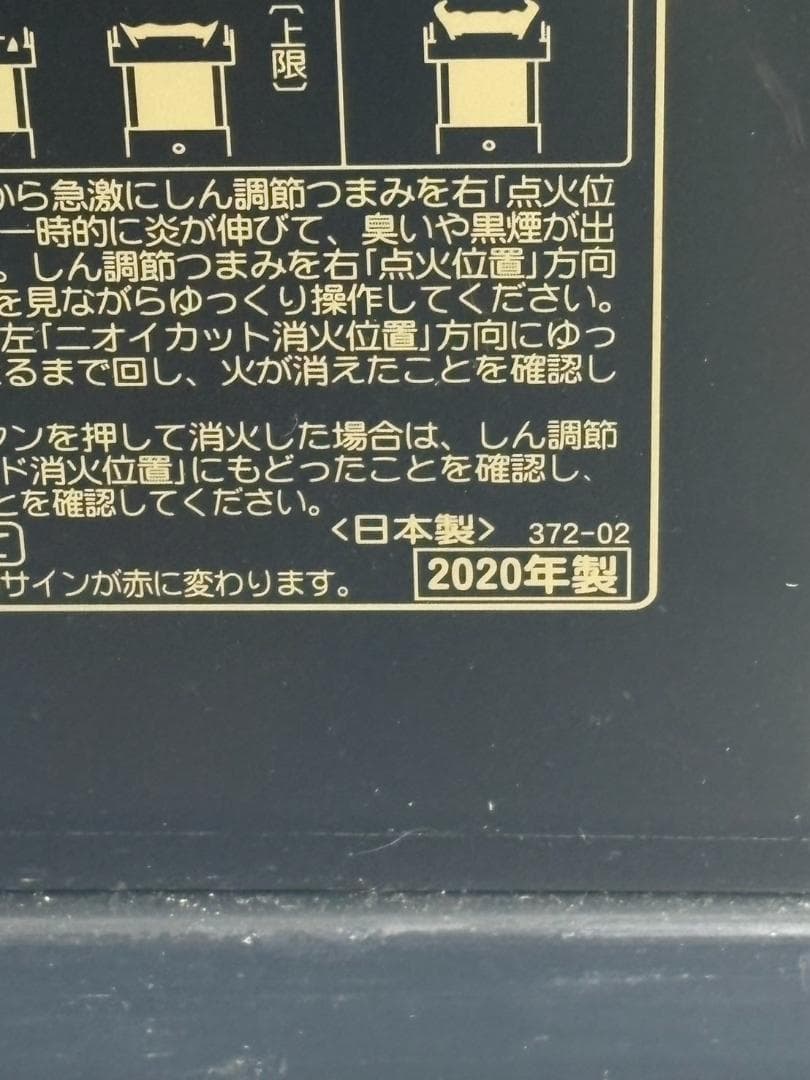 〔上限〕
から急激にしん調節つまみを右「点火位
一時的に炎が伸びて、臭いや黒煙が出
。しん調節つまみを右「点火位置」方向
を見ながらゆっくり操作してください。
左「ニオイカット消火位置」方向にゆっ
るまで回し、火が消えたことを確認し
ンを押して消火した場合は、しん調節
ド消火位置」にもどったことを確認し、
とを確認してください。
<日本製> 372-02
サインが赤に変わります。
2020年製